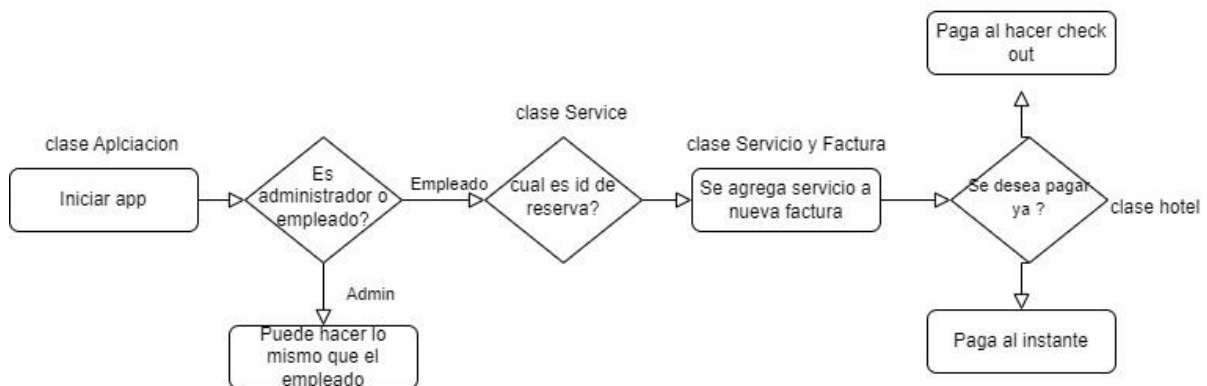 clase Aplciacion
Iniciar app
Es
administrador o
empleado?
Admin
Puede hacer lo
mismo que el
empleado
Empleado
clase Service
cual es id de
reserva?
clase Servicio y Factura
Se agrega servicio a
nueva factura
Se desea pagar
ya ?
clase hotel
Paga al hacer check
out
Paga al instante